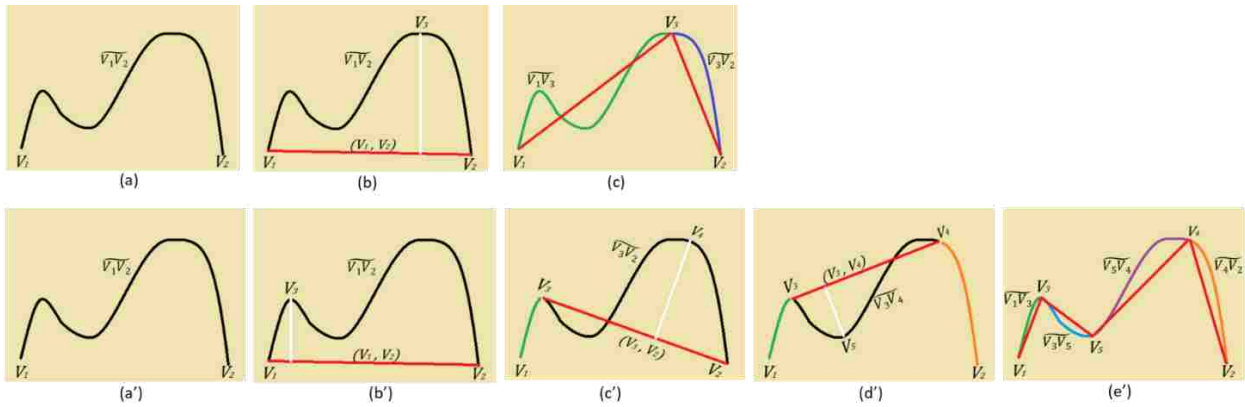 V₁V₂
V₁
V₂
(a)
V₃
V₁V₂
(V₁ , V₂)
V₁
V₂
(b)
V₃
V₁V₃
V₃V₂
V₁
V₂
(c)
V₁V₂
V₁
V₂
(a')
V₁V₂
V₃
(V₁ , V₂)
V₁
V₂
(b')
V₄
V₃V₂
V₃
(V₃ , V₂)
V₁
V₂
(c')
V₄
(V₃ , V₄)
V₃
V₃V₄
V₅
V₁
V₂
(d')
V₄
V₅V₄
V₄V₂
V₃
V₁V₃
V₃V₅
V₅
V₁
V₂
(e')